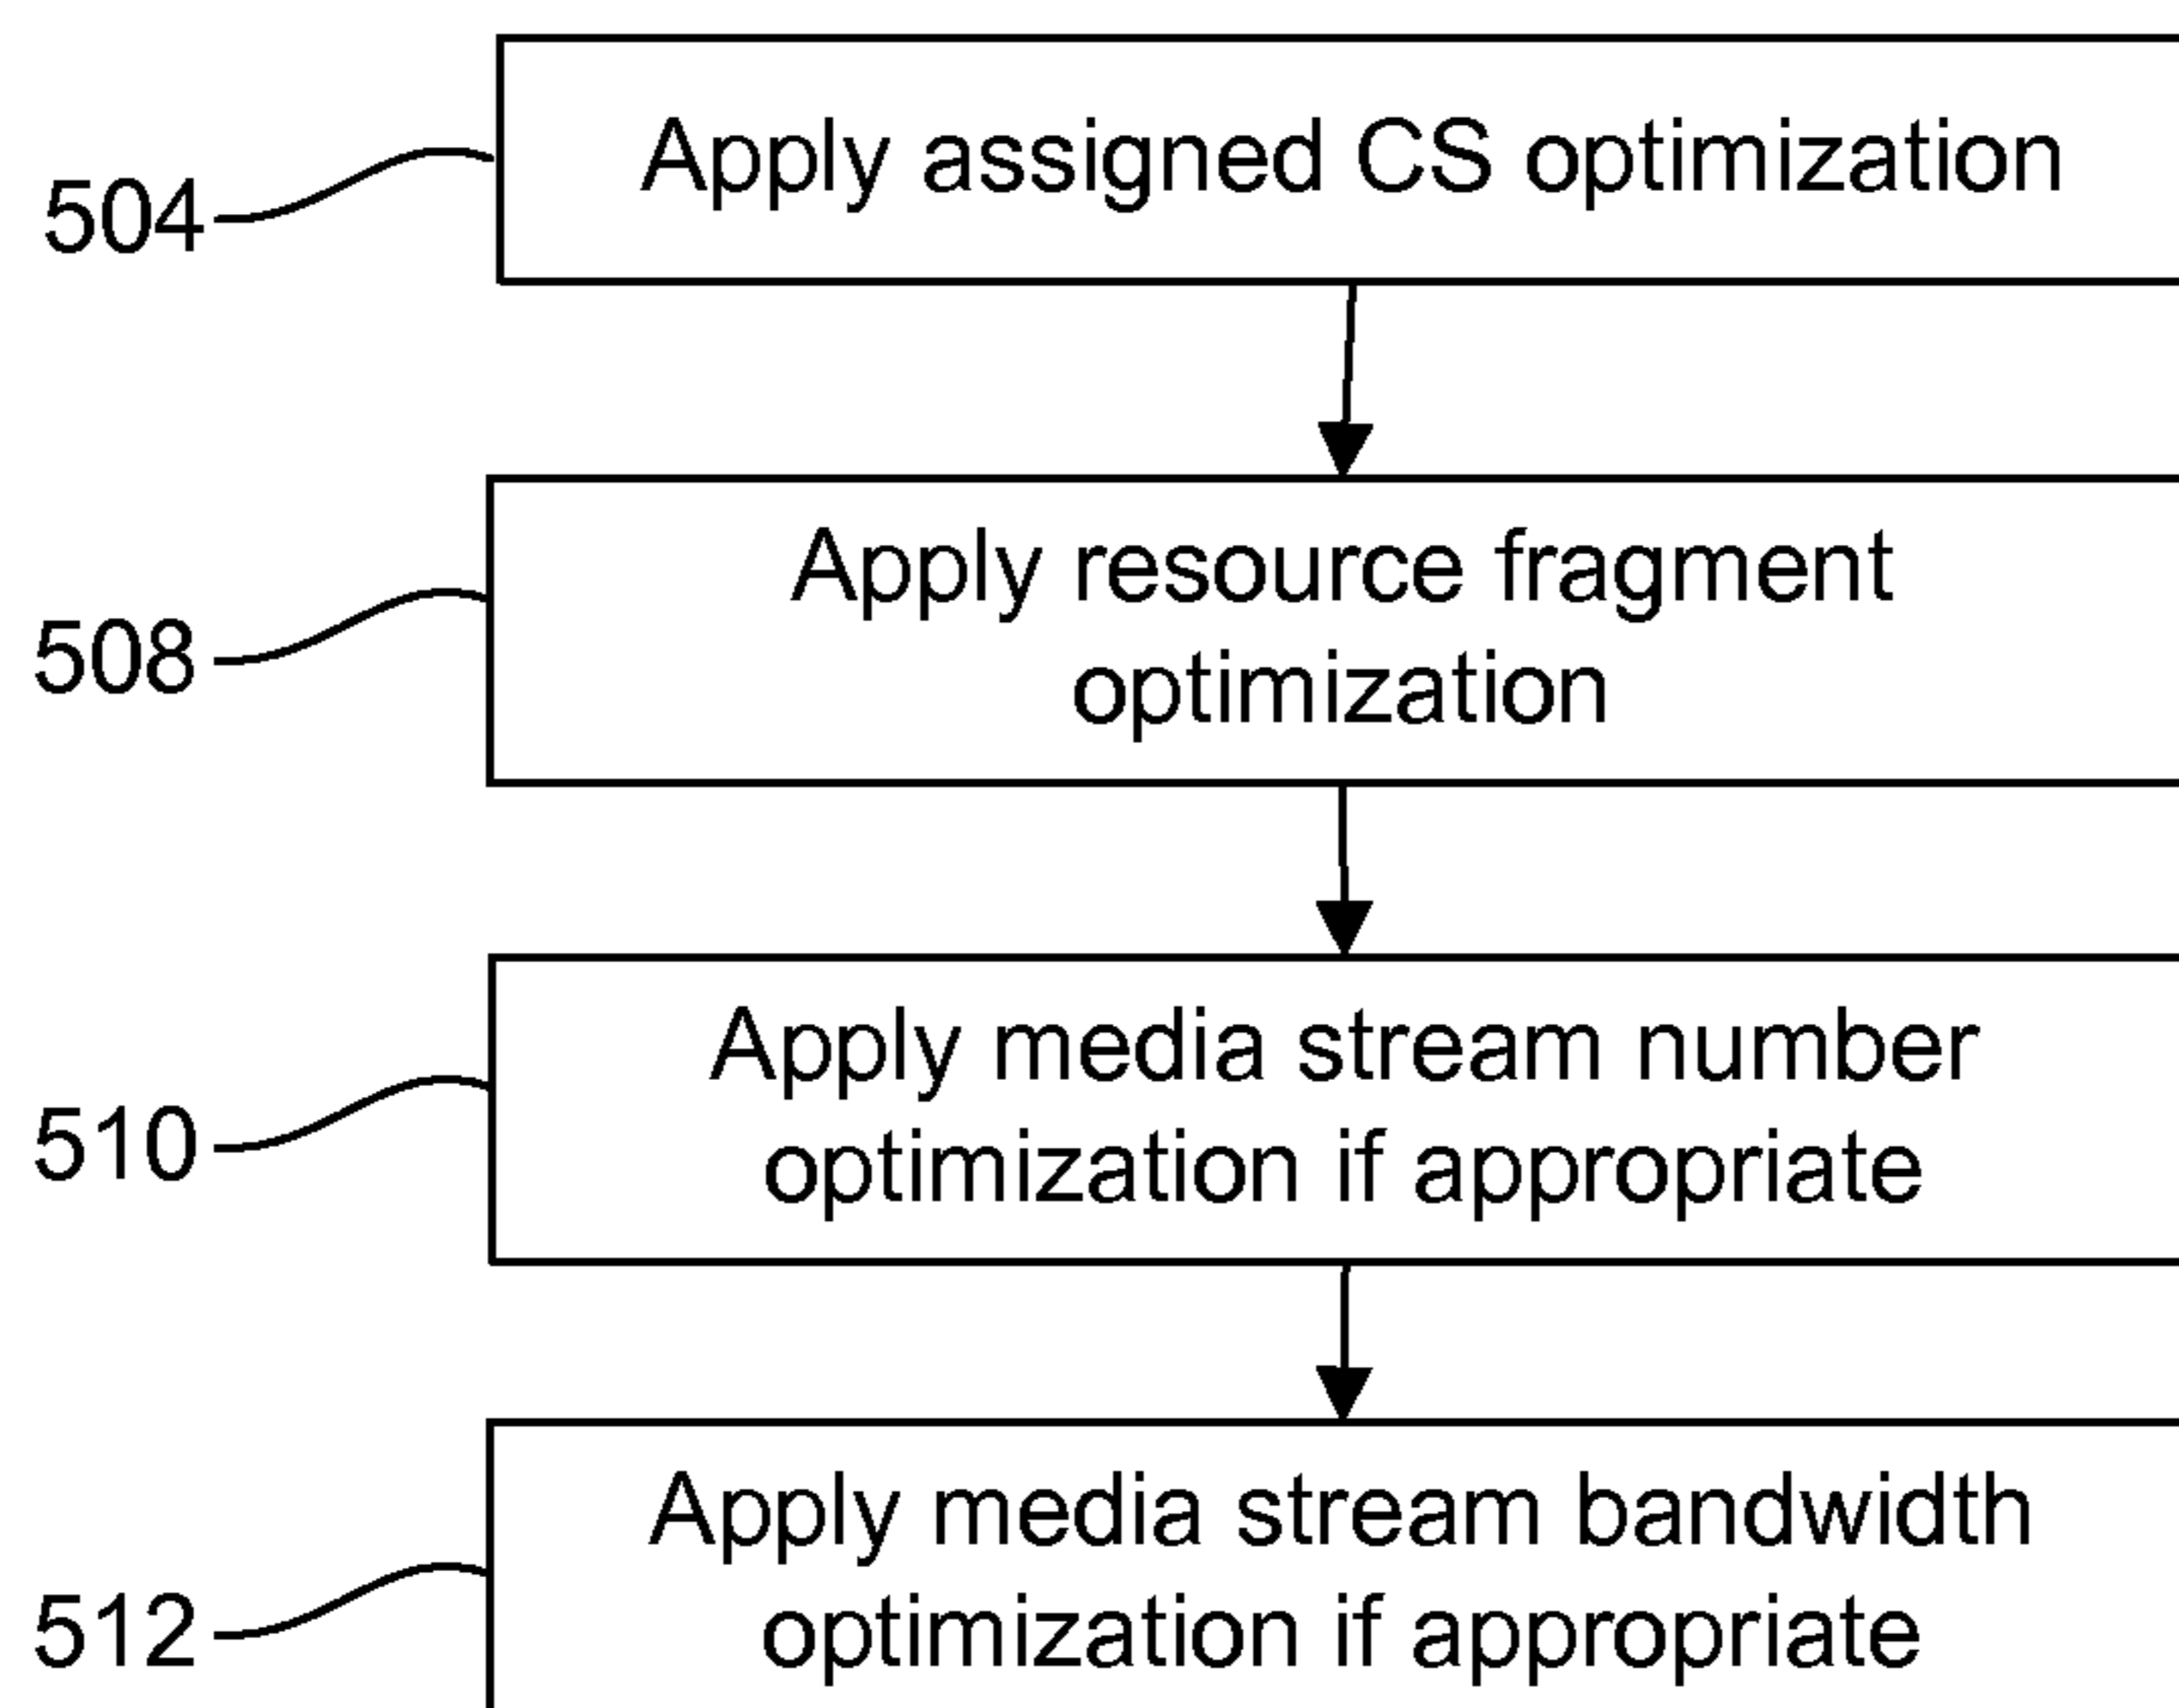 Apply assigned CS optimization
504
Apply resource fragment
optimization
508
Apply media stream number
optimization if appropriate
510
Apply media stream bandwidth
optimization if appropriate
512